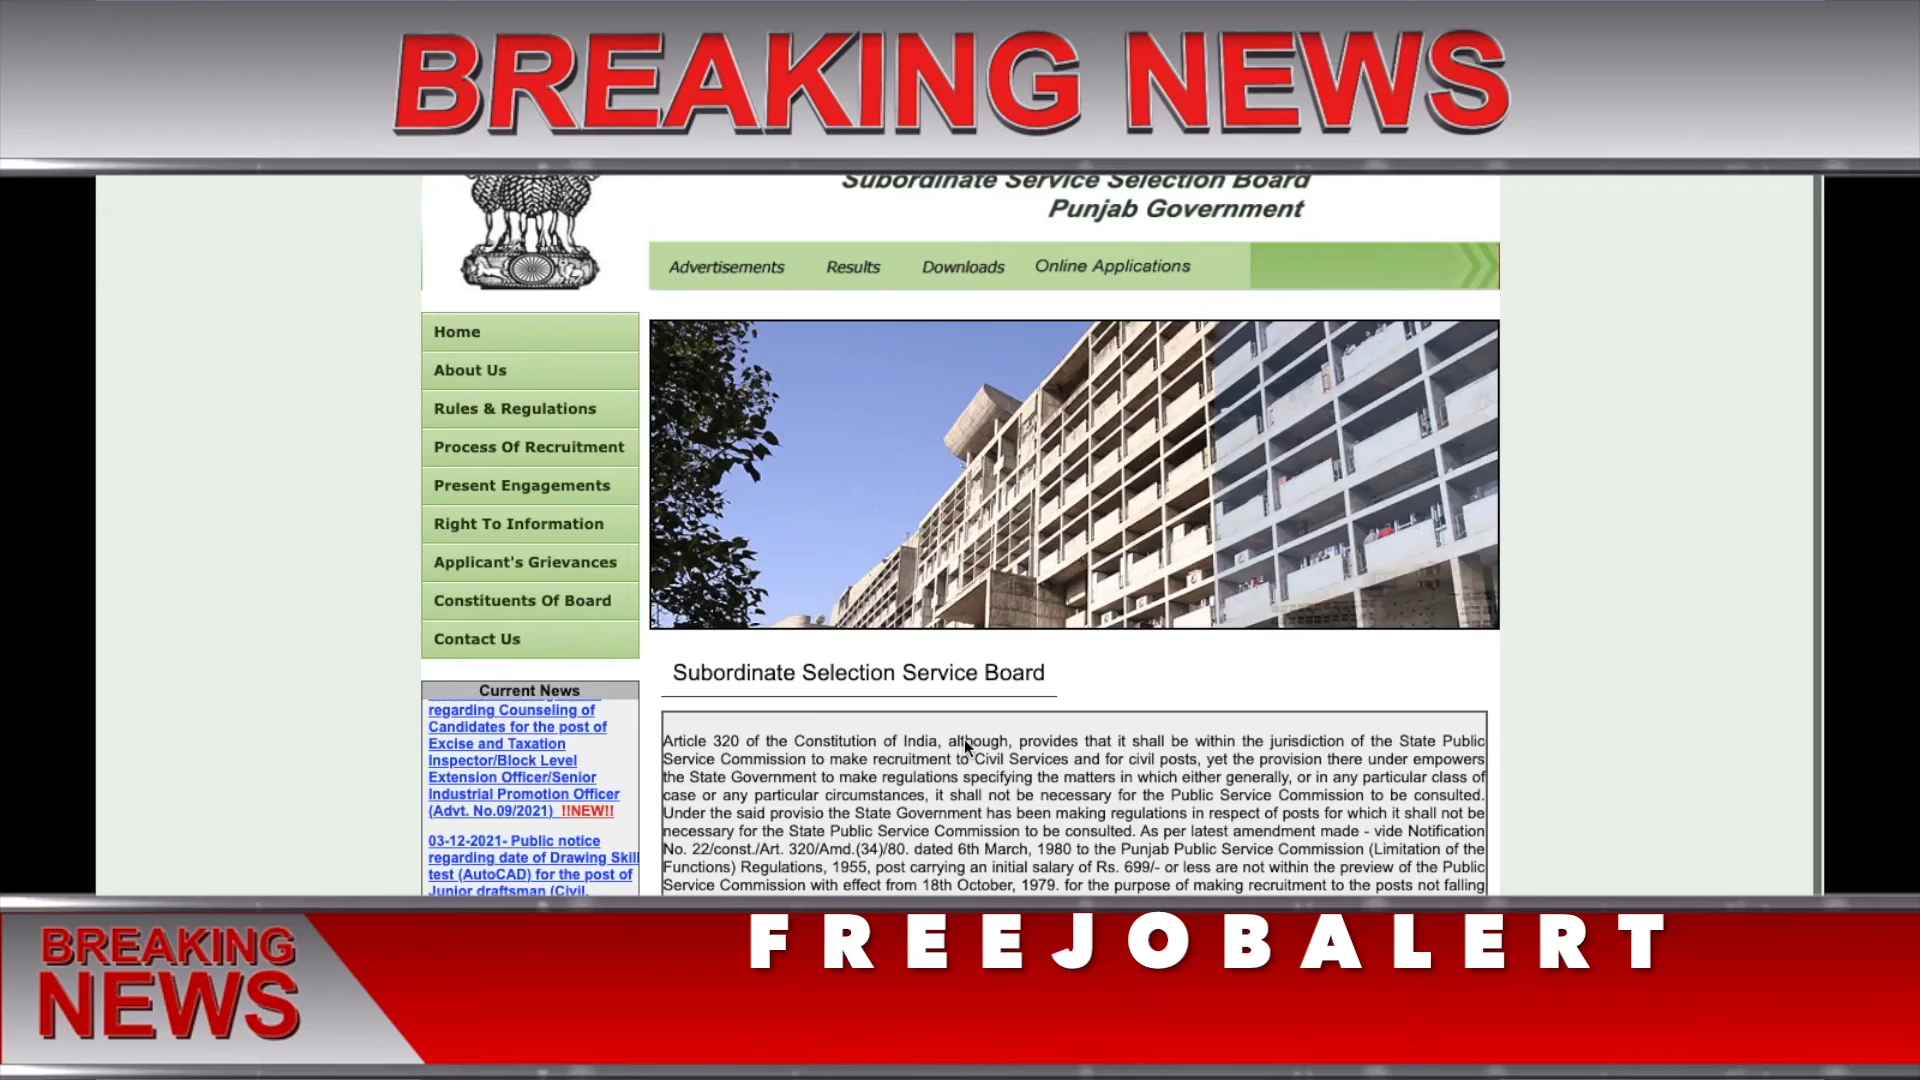 BREAKING NEWS
Subordinate Service Selection Board
Punjab Government
Advertisements Results Downloads Online Applications
Home
About Us
Rules & Regulations
Process Of Recruitment
Present Engagements
Right To Information
Applicant's Grievances
Constituents Of Board
Contact Us
Current News
regarding Counseling of
Candidates for the post of
Excise and Taxation
Inspector/Block Level
Extension Officer/Senior
Industrial Promotion Officer
(Advt. No.09/2021) !!NEW!!
03-12-2021- Public notice
regarding date of Drawing Skill
test (AutoCAD) for the post of
Junior draftsman (Civil,
Subordinate Selection Service Board
Article 320 of the Constitution of India, although, provides that it shall be within the jurisdiction of the State Public
Service Commission to make recruitment to Civil Services and for civil posts, yet the provision there under empowers
the State Government to make regulations specifying the matters in which either generally, or in any particular class of
case or any particular circumstances, it shall not be necessary for the Public Service Commission to be consulted.
Under the said provisio the State Government has been making regulations in respect of posts for which it shall not be
necessary for the State Public Service Commission to be consulted. As per latest amendment made - vide Notification
No. 22/const./Art. 320/Amd.(34)/80. dated 6th March, 1980 to the Punjab Public Service Commission (Limitation of the
Functions) Regulations, 1955, post carrying an initial salary of Rs. 699/- or less are not within the preview of the Public
Service Commission with effect from 18th October, 1979. for the purpose of making recruitment to the posts not falling
BREAKING
NEWS
FREEJOBALERT